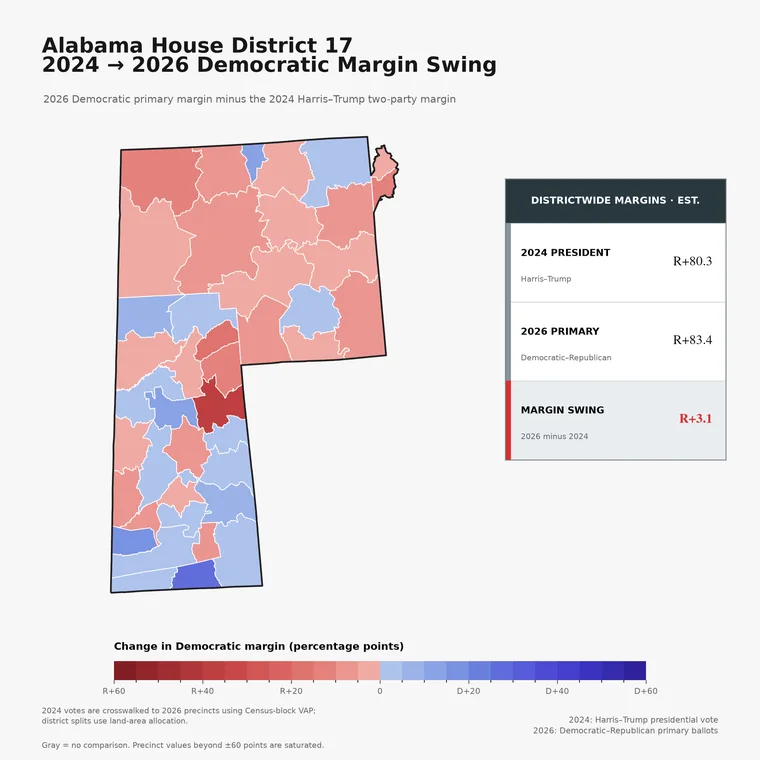 Alabama House District 17
2024 → 2026 Democratic Margin Swing
2026 Democratic primary margin minus the 2024 Harris–Trump two-party margin
DISTRICTWIDE MARGINS · EST.
2024 PRESIDENT
R+80.3
Harris–Trump
2026 PRIMARY
R+83.4
Democratic–Republican
MARGIN SWING
R+3.1
2026 minus 2024
Change in Democratic margin (percentage points)
R+60 R+40 R+20 0 D+20 D+40 D+60
2024 votes are crosswalked to 2026 precincts using Census-block VAP;
district splits use land-area allocation.
Gray = no comparison. Precinct values beyond ±60 points are saturated.
2024: Harris–Trump presidential vote
2026: Democratic–Republican primary ballots